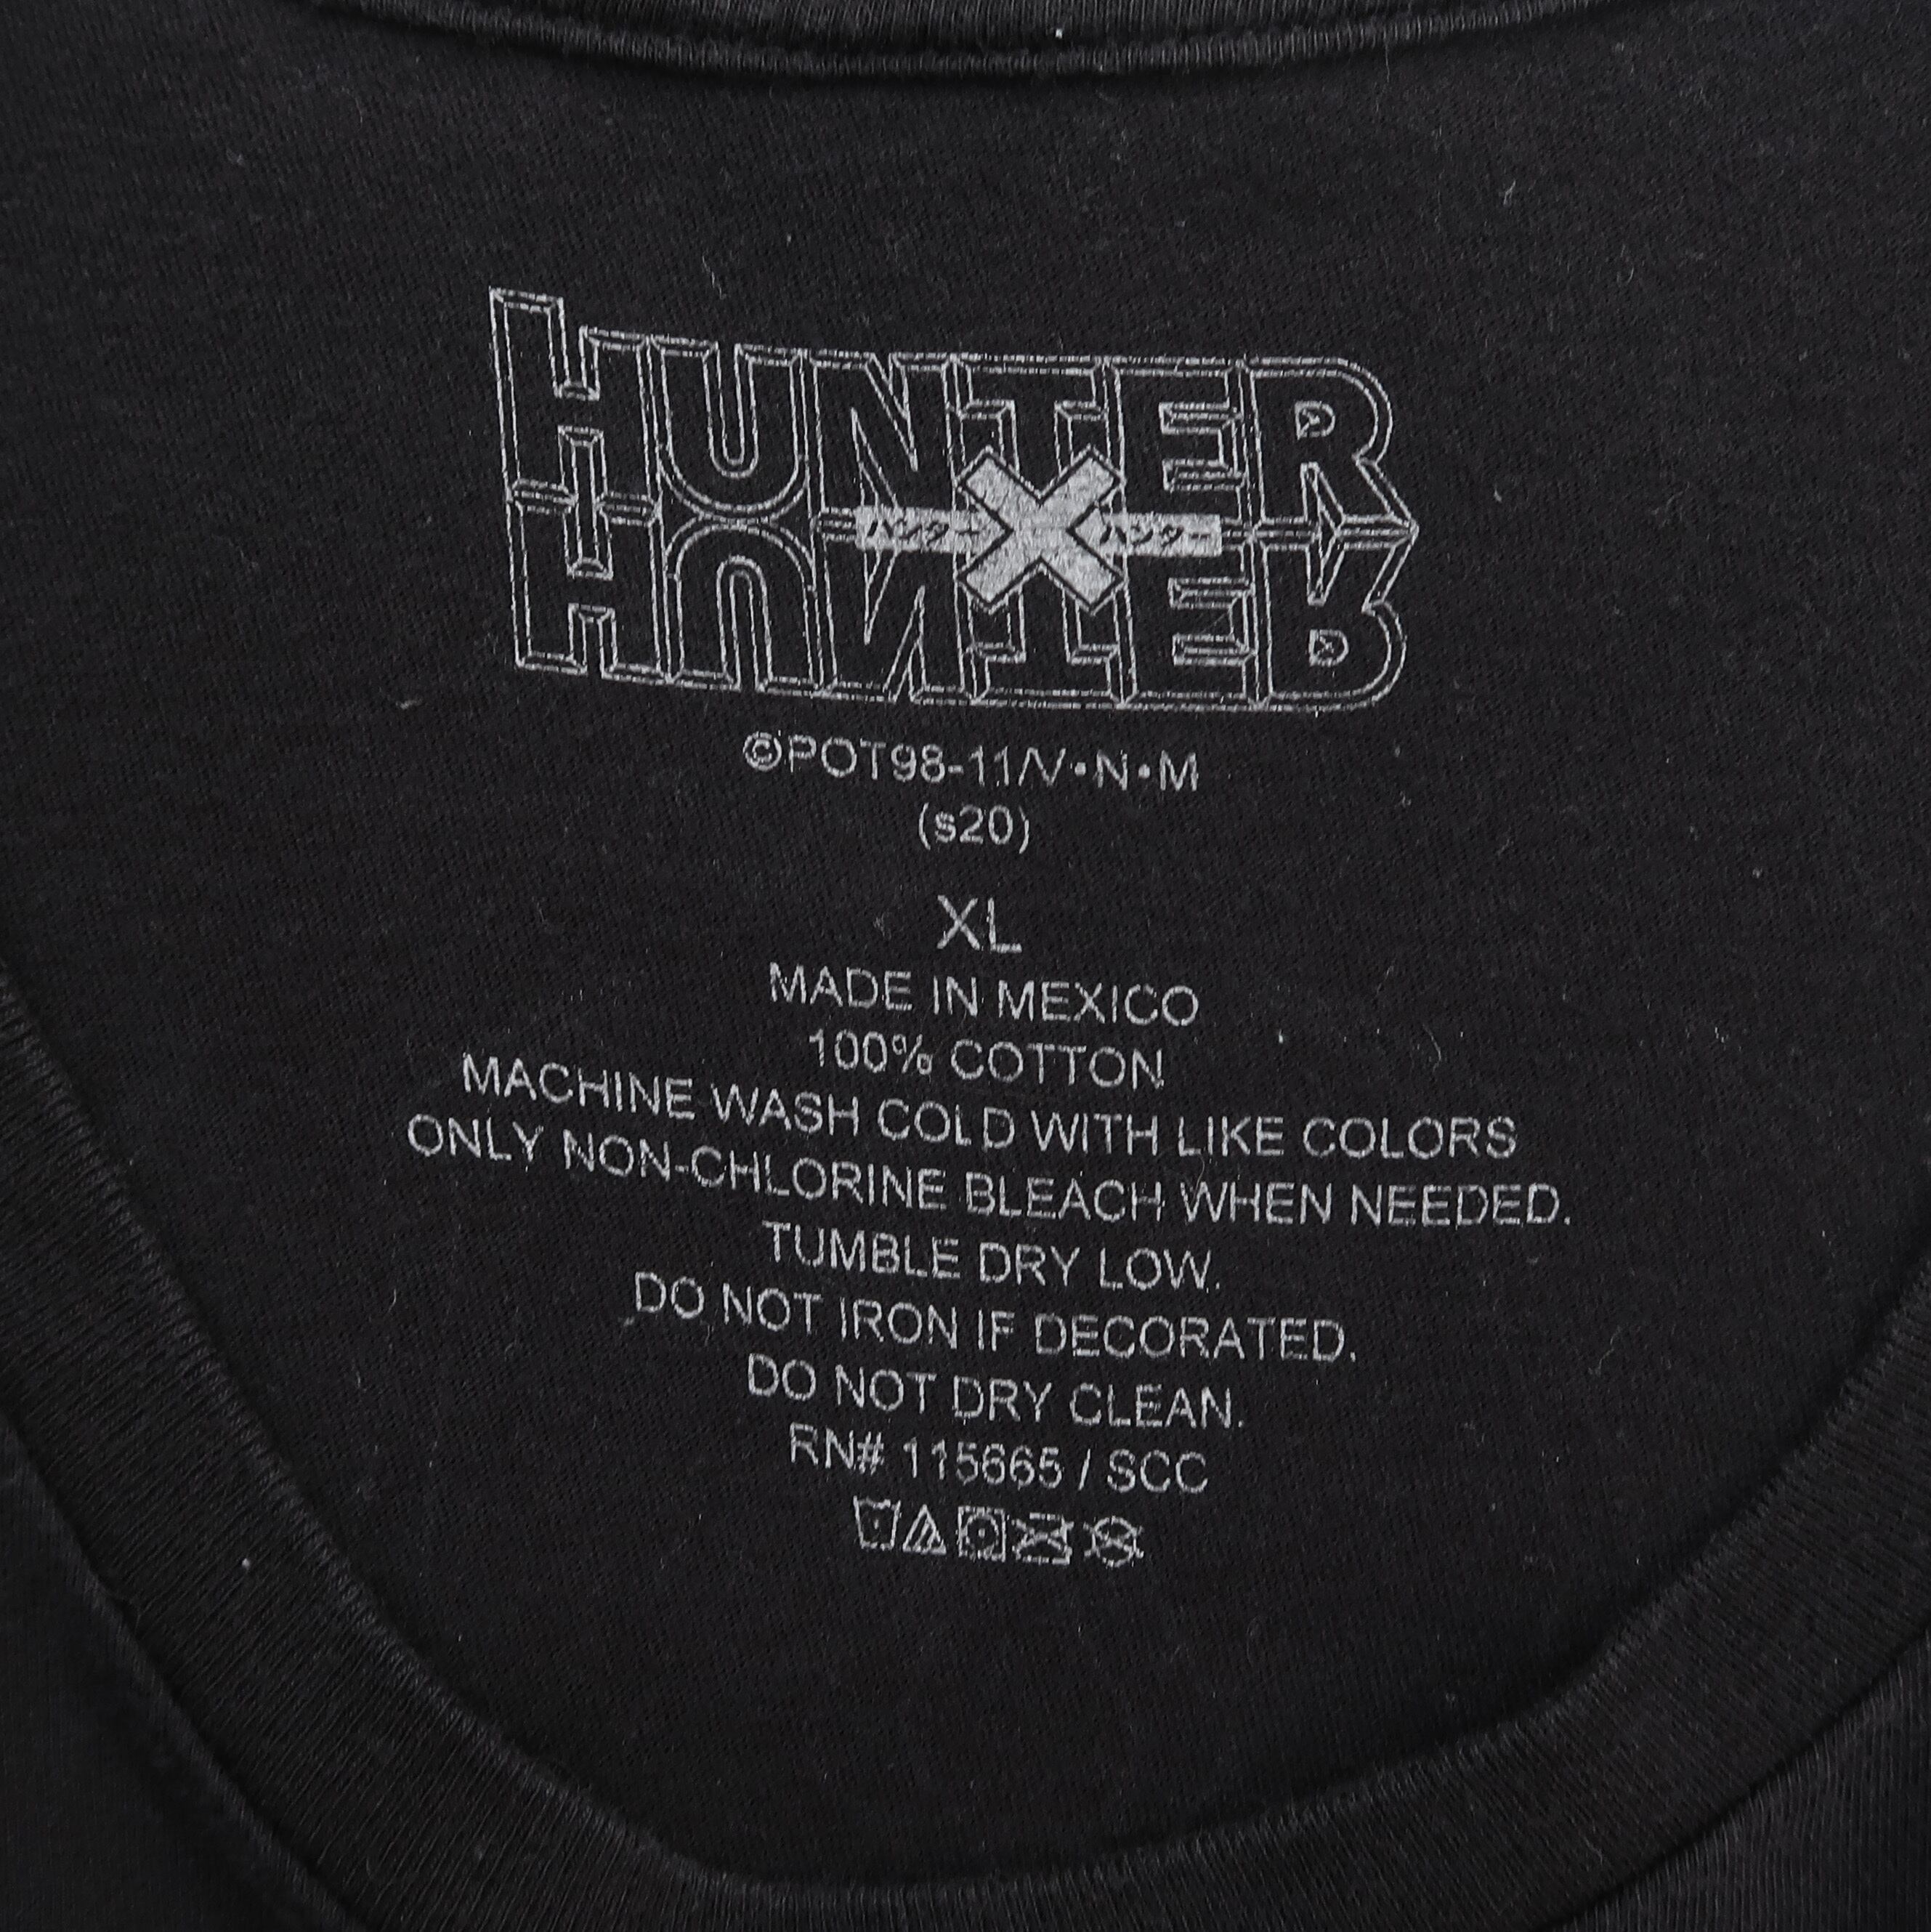 HUNTER
ハンター×ハンター
HUNTER
©POT98-11/V•N•M
(s20)
XL
MADE IN MEXICO
100% COTTON
MACHINE WASH COLD WITH LIKE COLORS
ONLY NON-CHLORINE BLEACH WHEN NEEDED.
TUMBLE DRY LOW.
DO NOT IRON IF DECORATED.
DO NOT DRY CLEAN.
RN# 115665 / SCC